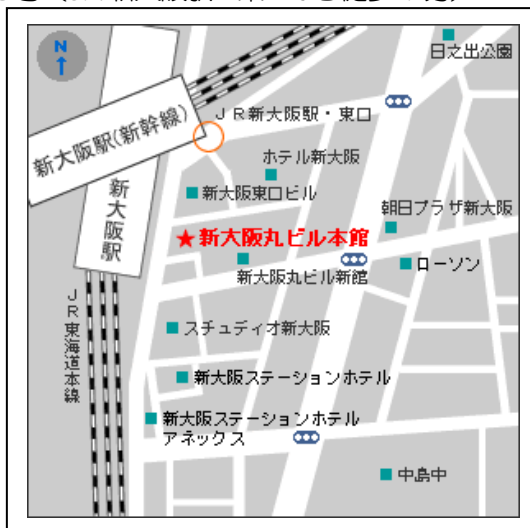 N
日之出公園
JR新大阪駅・東口
新大阪駅(新幹線)
ホテル新大阪
新大阪駅
新大阪東口ビル
朝日プラザ新大阪
★新大阪丸ビル本館
新大阪丸ビル新館
ローソン
JR東海道本線
スチュディオ新大阪
新大阪ステーションホテル
新大阪ステーションホテル
アネックス
中島中